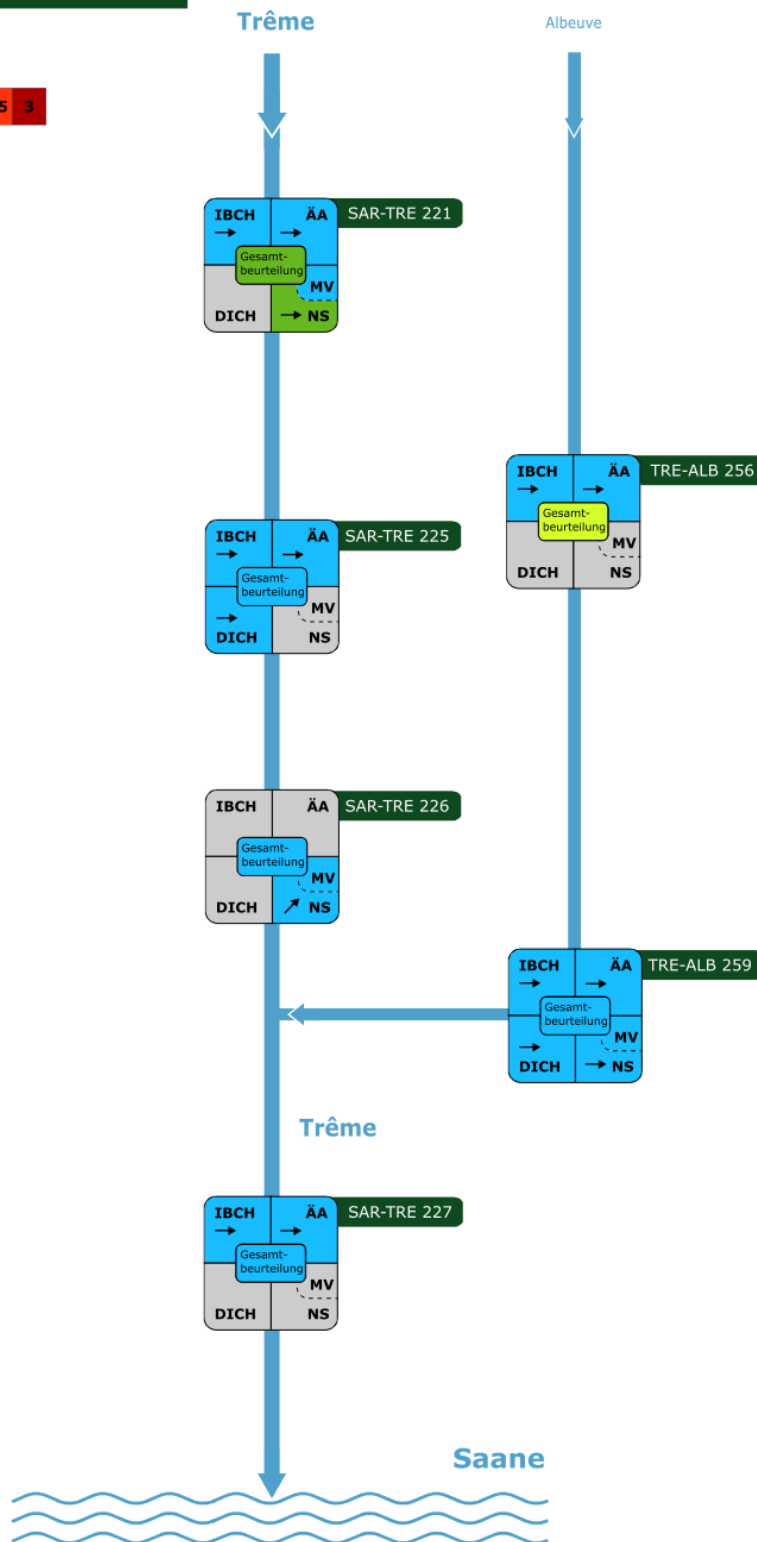 Trême
Albeuve
5 3
IBCH ÄA SAR-TRE 221
Gesamt-
beurteilung
MV
DICH NS
IBCH ÄA TRE-ALB 256
Gesamt-
beurteilung
MV
DICH NS
IBCH ÄA SAR-TRE 225
Gesamt-
beurteilung
MV
DICH NS
IBCH ÄA SAR-TRE 226
Gesamt-
beurteilung
MV
DICH NS
IBCH ÄA TRE-ALB 259
Gesamt-
beurteilung
MV
DICH NS
Trême
IBCH ÄA SAR-TRE 227
Gesamt-
beurteilung
MV
DICH NS
Saane